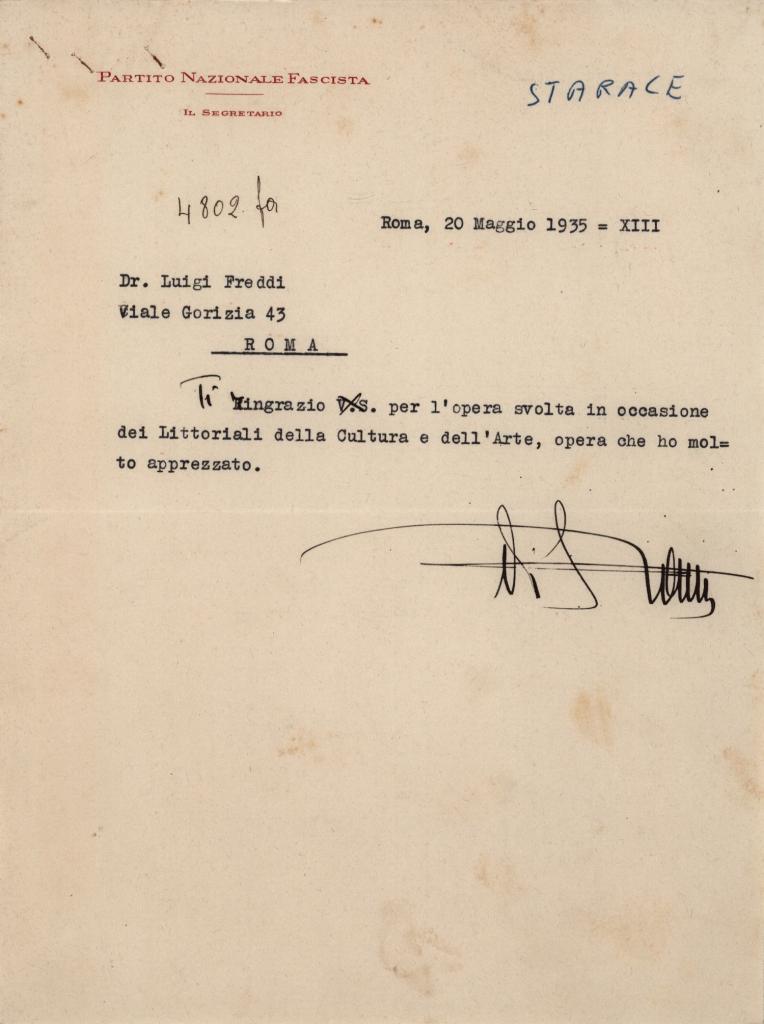 PARTITO NAZIONALE FASCISTA
IL SEGRETARIO
STARACE
4802
Roma, 20 Maggio 1935 = XIII
Dr. Luigi Freddi
Viale Gorizia 43
ROMA
Ti ringrazio V.S. per l'opera svolta in occasione
dei Littoriali della Cultura e dell'Arte, opera che ho mol=
to apprezzato.